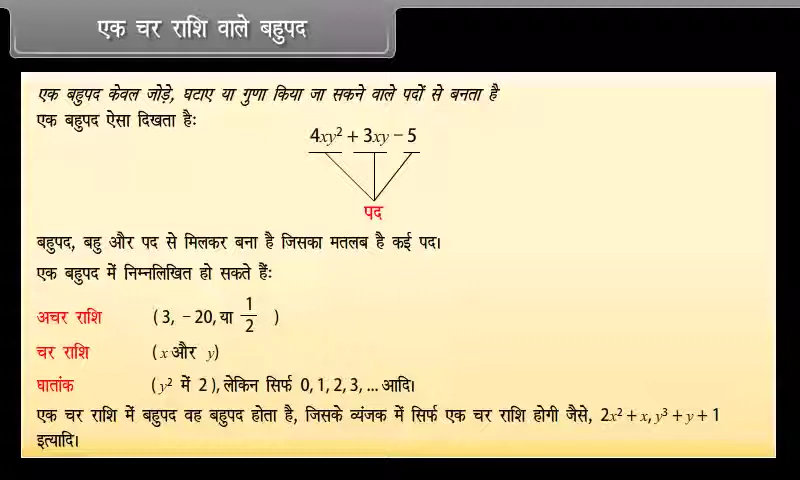 एक चर राशि वाले बहुपद
एक बहुपद केवल जोड़े, घटाए या गुणा किया जा सकने वाले पदों से बनता है
एक बहुपद ऐसा दिखता हैः
4xy² + 3xy − 5
पद
बहुपद, बहु और पद से मिलकर बना है जिसका मतलब है कई पद।
एक बहुपद में निम्नलिखित हो सकते हैंः
अचर राशि (3, −20, या 1/2 )
चर राशि (x और y)
घातांक (y² में 2), लेकिन सिर्फ 0, 1, 2, 3, ... आदि।
एक चर राशि में बहुपद वह बहुपद होता है, जिसके व्यंजक में सिर्फ एक चर राशि होगी जैसे, 2x² + x, y³ + y + 1
इत्यादि।